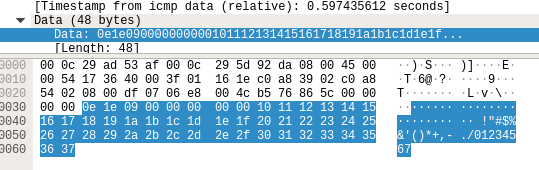 [Timestamp from icmp data (relative): 0.597435612 seconds]
Data (48 bytes)
Data: 0e1e090000000000101112131415161718191a1b1c1d1e1f...
[Length: 48]
0000 00 0c 29 ad 53 af 00 0c 29 5d 92 da 08 00 45 00 ··)·S··· )]····E·
0010 00 54 17 36 40 00 3f 01 16 1e c0 a8 39 02 c0 a8 ·T·6@·?· ····9···
0020 54 02 08 00 df 07 06 e8 00 4c b5 76 86 5c 00 00 T······· ·L·v·\··
0030 00 00 0e 1e 09 00 00 00 00 00 10 11 12 13 14 15 ········ ········
0040 16 17 18 19 1a 1b 1c 1d 1e 1f 20 21 22 23 24 25 ········ ·· !"#$%
0050 26 27 28 29 2a 2b 2c 2d 2e 2f 30 31 32 33 34 35 &'()*+,- ./012345
0060 36 37 67